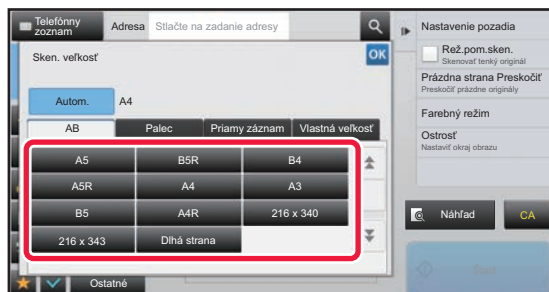 Telefónny
zoznam
Adresa
Stlačte na zadanie adresy
Sken. veľkosť
OK
Autom.
A4
AB
Palec
Priamy záznam
Vlastná veľkosť
A5
B5R
B4
A5R
A4
A3
B5
A4R
216 x 340
216 x 343
Dlhá strana
Ostatné
Nastavenie pozadia
Rež.pom.sken.
Skenovať tenký originál
Prázdna strana Preskočiť
Preskočiť prázdne originály
Farebný režim
Ostrosť
Nastaviť okraj obrazu
Náhľad
CA
Štart